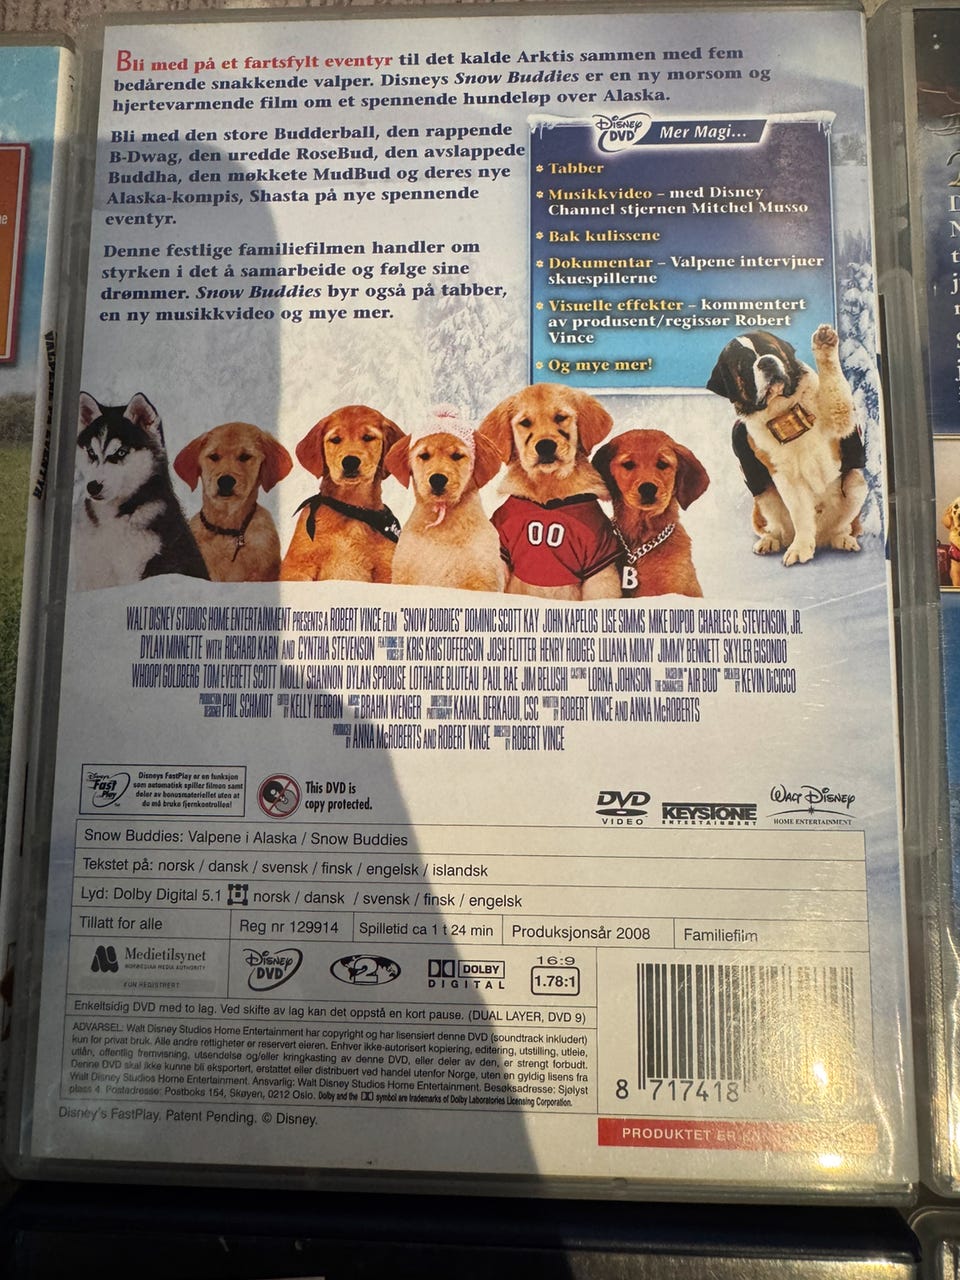 Bli med på et fartsfylt eventyr til det kalde Arktis sammen med fem
bedårende snakkende valper. Disneys Snow Buddies er en ny morsom og
hjertevarmende film om et spennende hundeløp over Alaska.
Bli med den store Budderball, den rappende
B-Dwag, den uredde RoseBud, den avslappede
Buddha, den møkkete MudBud og deres nye
Alaska-kompis, Shasta på nye spennende
eventyr.
Denne festlige familiefilmen handler om
styrken i det å samarbeide og følge sine
drømmer. Snow Buddies byr også på tabber,
en ny musikkvideo og mye mer.
Disney DVD Mer Magi...
Tabber
Musikkvideo – med Disney
Channel stjernen Mitchel Musso
Bak kulissene
Dokumentar – Valpene intervjuer
skuespillerne
Visuelle effekter – kommentert
av produsent/regissør Robert
Vince
Og mye mer!
00
B
WALT DISNEY STUDIOS HOME ENTERTAINMENT PRESENTS A ROBERT VINCE FILM "SNOW BUDDIES" DOMINIC SCOTT KAY JOHN KAPELOS LISE SIMMS MIKE DUPOD CHARLES C. STEVENSON, JR.
DYLAN MINNETTE WITH RICHARD KARN AND CYNTHIA STEVENSON FEATURING THE VOICES OF KRIS KRISTOFFERSON JOSH FLITTER HENRY HODGES LILIANA MUMY JIMMY BENNETT SKYLER GISONDO
WHOOPI GOLDBERG TOM EVERETT SCOTT MOLLY SHANNON DYLAN SPROUSE LOTHAIRE BLUTEAU PAUL RAE JIM BELUSHI CASTING BY LORNA JOHNSON BASED ON THE CHARACTER "AIR BUD" CREATED BY KEVIN DiCICCO
PRODUCTION DESIGNER PHIL SCHMIDT EDITED BY KELLY HERRON MUSIC BY BRAHM WENGER DIRECTOR OF PHOTOGRAPHY KAMAL DERKAOUI, CSC WRITTEN BY ROBERT VINCE AND ANNA McROBERTS
PRODUCED BY ANNA McROBERTS AND ROBERT VINCE DIRECTED BY ROBERT VINCE
Disney's Fast Play
Disneys FastPlay er en funksjon
som automatisk spiller filmen samt
deler av bonusmateriellet uten at
du må bruke fjernkontrollen!
This DVD is
copy protected.
DVD VIDEO
KEYSTONE ENTERTAINMENT
WALT DISNEY HOME ENTERTAINMENT
Snow Buddies: Valpene i Alaska / Snow Buddies
Tekstet på: norsk / dansk / svensk / finsk / engelsk / islandsk
Lyd: Dolby Digital 5.1 norsk / dansk / svensk / finsk / engelsk
Tillatt for alle
Reg nr 129914
Spilletid ca 1 t 24 min
Produksjonsår 2008
Familiefilm
Medietilsynet
NORWEGIAN MEDIA AUTHORITY
KUN REGISTRERT
Disney DVD
2
DOLBY DIGITAL
16:9
1.78:1
Enkeltsidig DVD med to lag. Ved skifte av lag kan det oppstå en kort pause. (DUAL LAYER, DVD 9)
ADVARSEL: Walt Disney Studios Home Entertainment har copyright og har lisensiert denne DVD (soundtrack inkludert)
kun for privat bruk. Alle andre rettigheter er reservert eieren. Enhver ikke-autorisert kopiering, editering, utstilling, utleie,
utlån, offentlig fremvisning, utsendelse og/eller kringkasting av denne DVD, eller deler av den, er strengt forbudt.
Denne DVD skal ikke kunne bli eksportert, erstattet eller distribuert ved handel utenfor Norge, uten en gyldig lisens fra
Walt Disney Studios Home Entertainment. Ansvarlig: Walt Disney Studios Home Entertainment. Besøksadresse: Sjølyst
plass 4. Postadresse: Postboks 154, Skøyen, 0212 Oslo. Dolby and the symbol are trademarks of Dolby Laboratories Licensing Corporation.
Disney's FastPlay. Patent Pending. © Disney.
8 717418
PRODUKTET ER